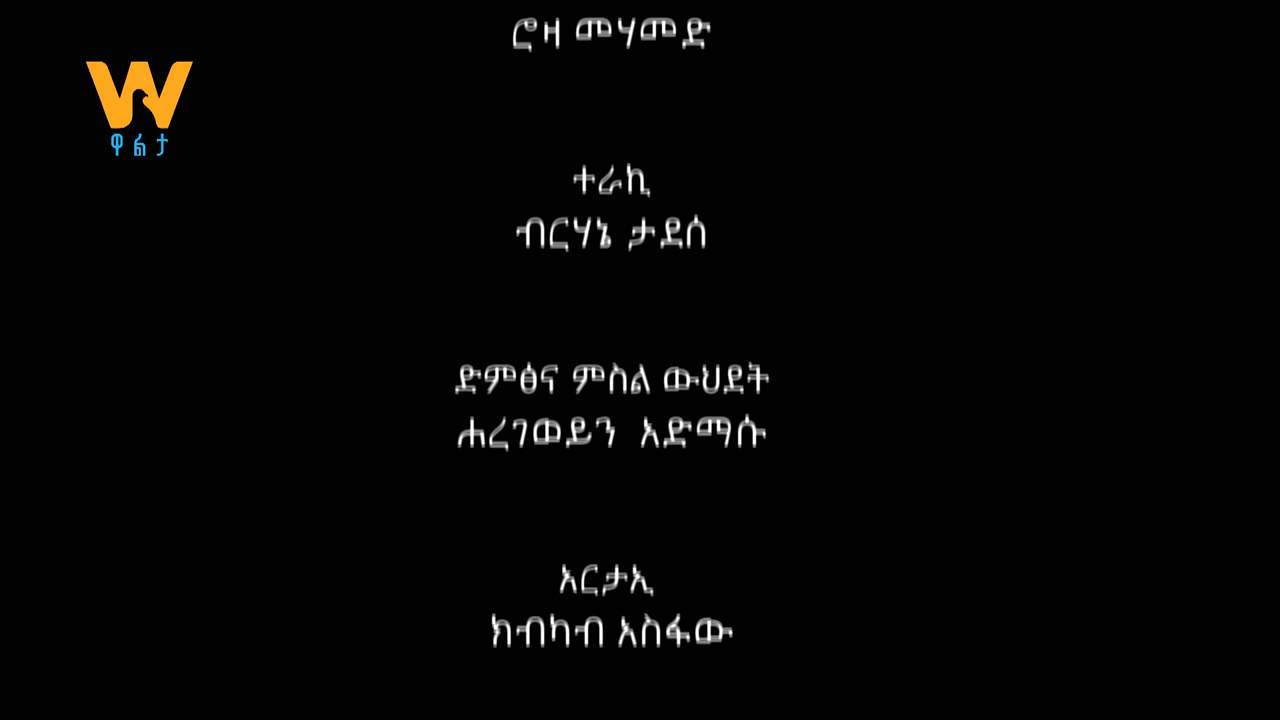 ሮዛ መሃመድ
ዋልታ
ተራኪ
ብርሃኔ ታደሰ
ድምፅና ምስል ውህደት
ሐረገወይን አድማሱ
አርታኢ
ክብካብ አስፋው